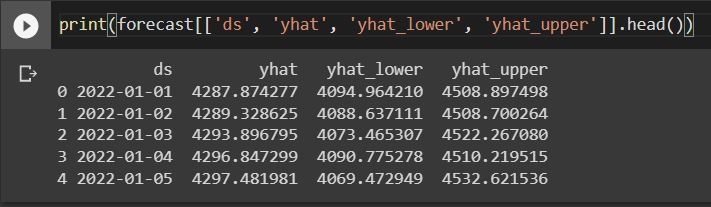 print(forecast[['ds', 'yhat', 'yhat_lower', 'yhat_upper']].head())
ds yhat yhat_lower yhat_upper
0 2022-01-01 4287.874277 4094.964210 4508.897498
1 2022-01-02 4289.328625 4088.637111 4508.700264
2 2022-01-03 4293.896795 4073.465307 4522.267080
3 2022-01-04 4296.847299 4090.775278 4510.219515
4 2022-01-05 4297.481981 4069.472949 4532.621536